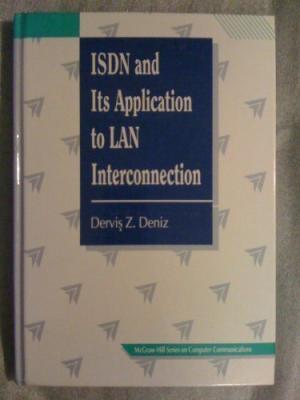 ISDN and
Its Application
to LAN
Interconnection
Derviş Z. Deniz
McGraw-Hill Series on Computer Communications